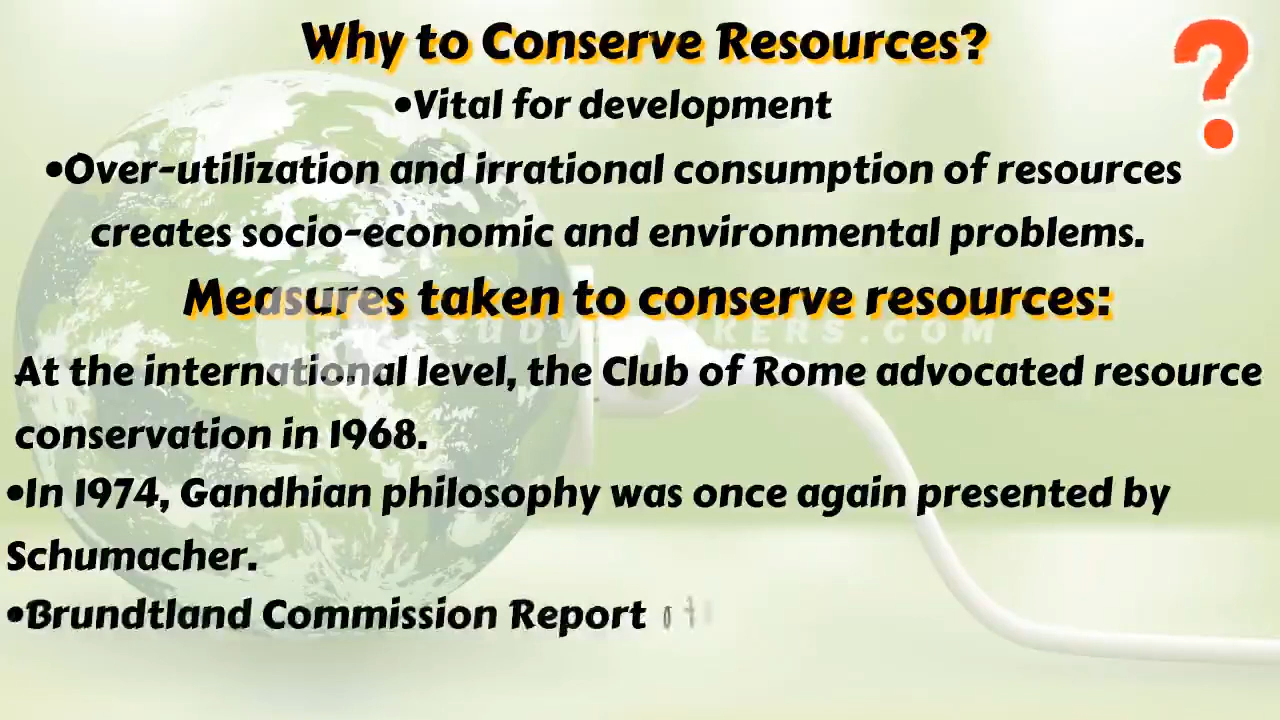 Why to Conserve Resources?
?
•Vital for development
•Over-utilization and irrational consumption of resources
creates socio-economic and environmental problems.
Measures taken to conserve resources:
At the international level, the Club of Rome advocated resource
conservation in 1968.
•In 1974, Gandhian philosophy was once again presented by
Schumacher.
•Brundtland Commission Report